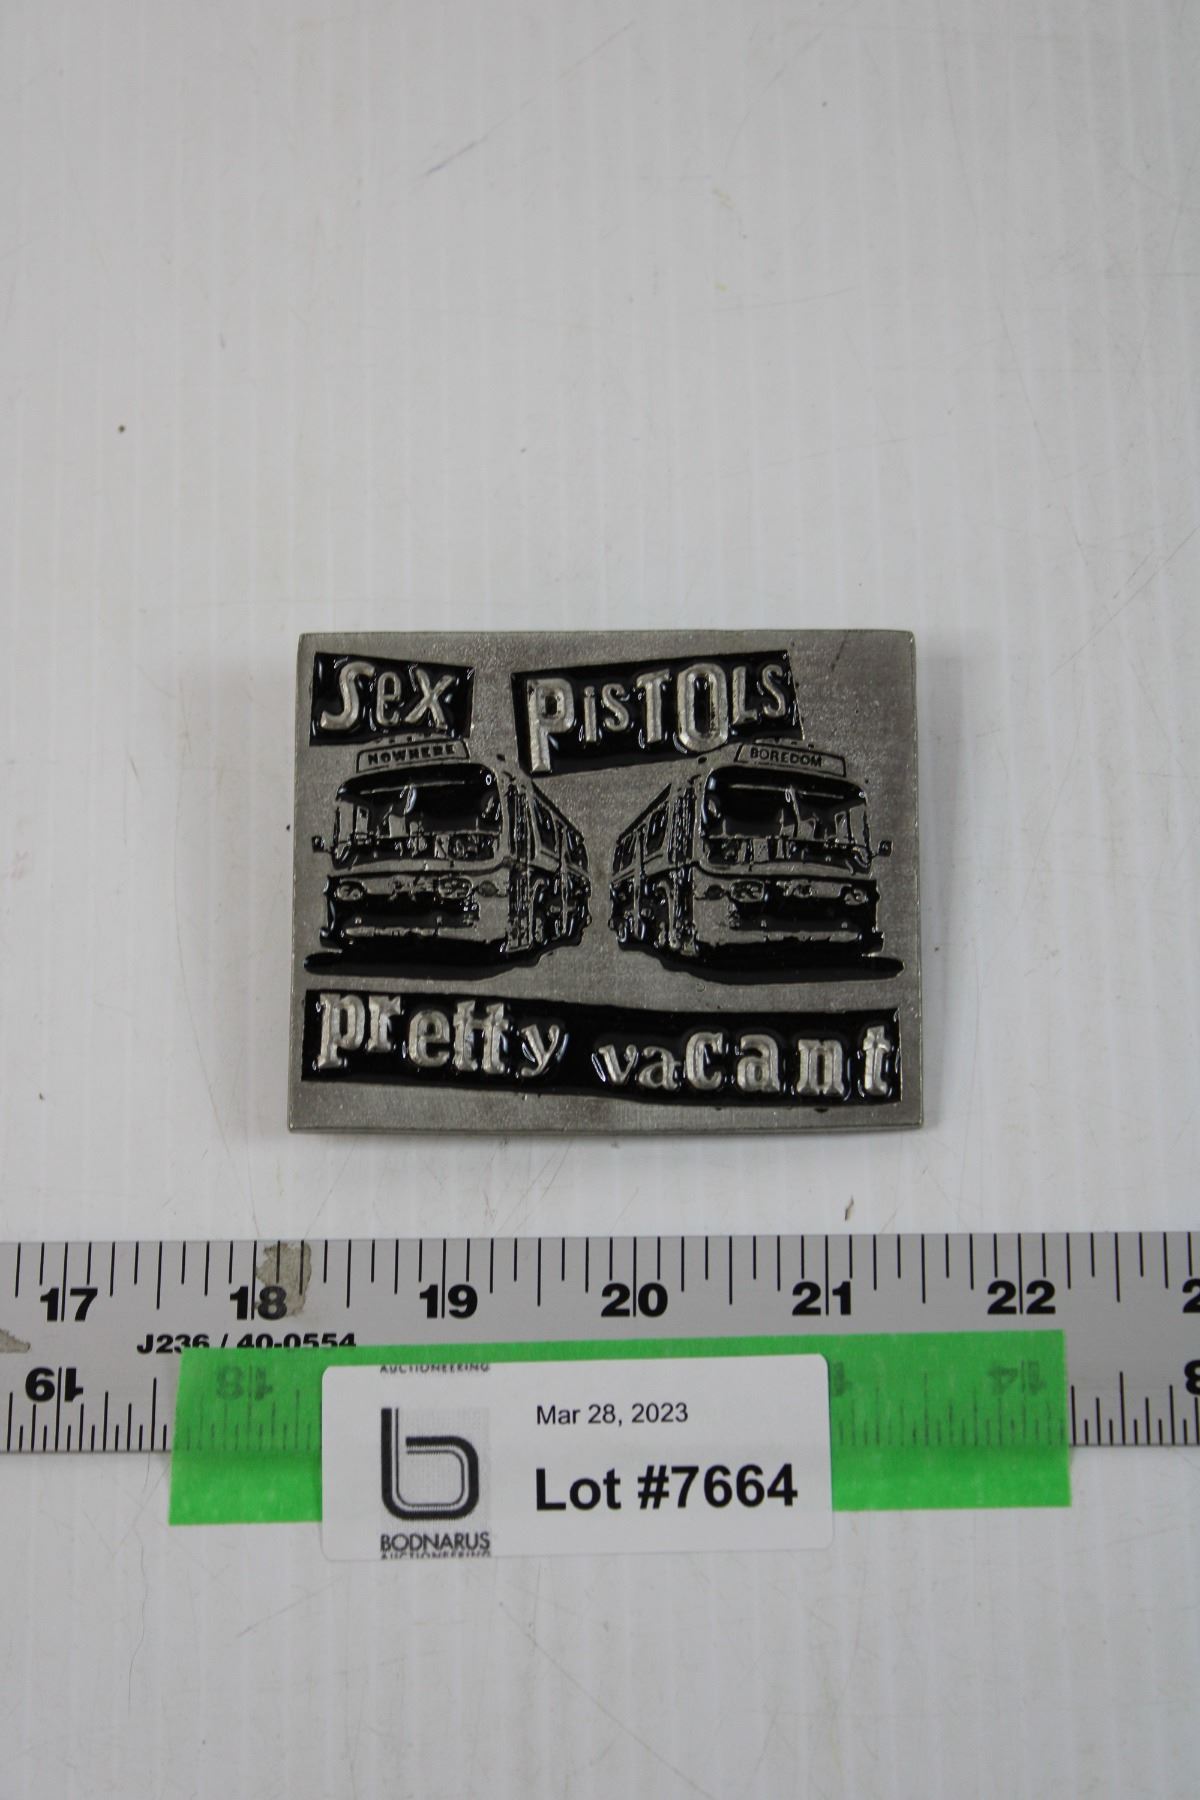 Sex PiSTOLS
NOWHERE BOREDOM
pretty vacant
17 18 19 20 21 22
J236 / 40-0554
AUCTIONEERING
Mar 28, 2023
Lot #7664
BODNARUS
AUCTIONEERING